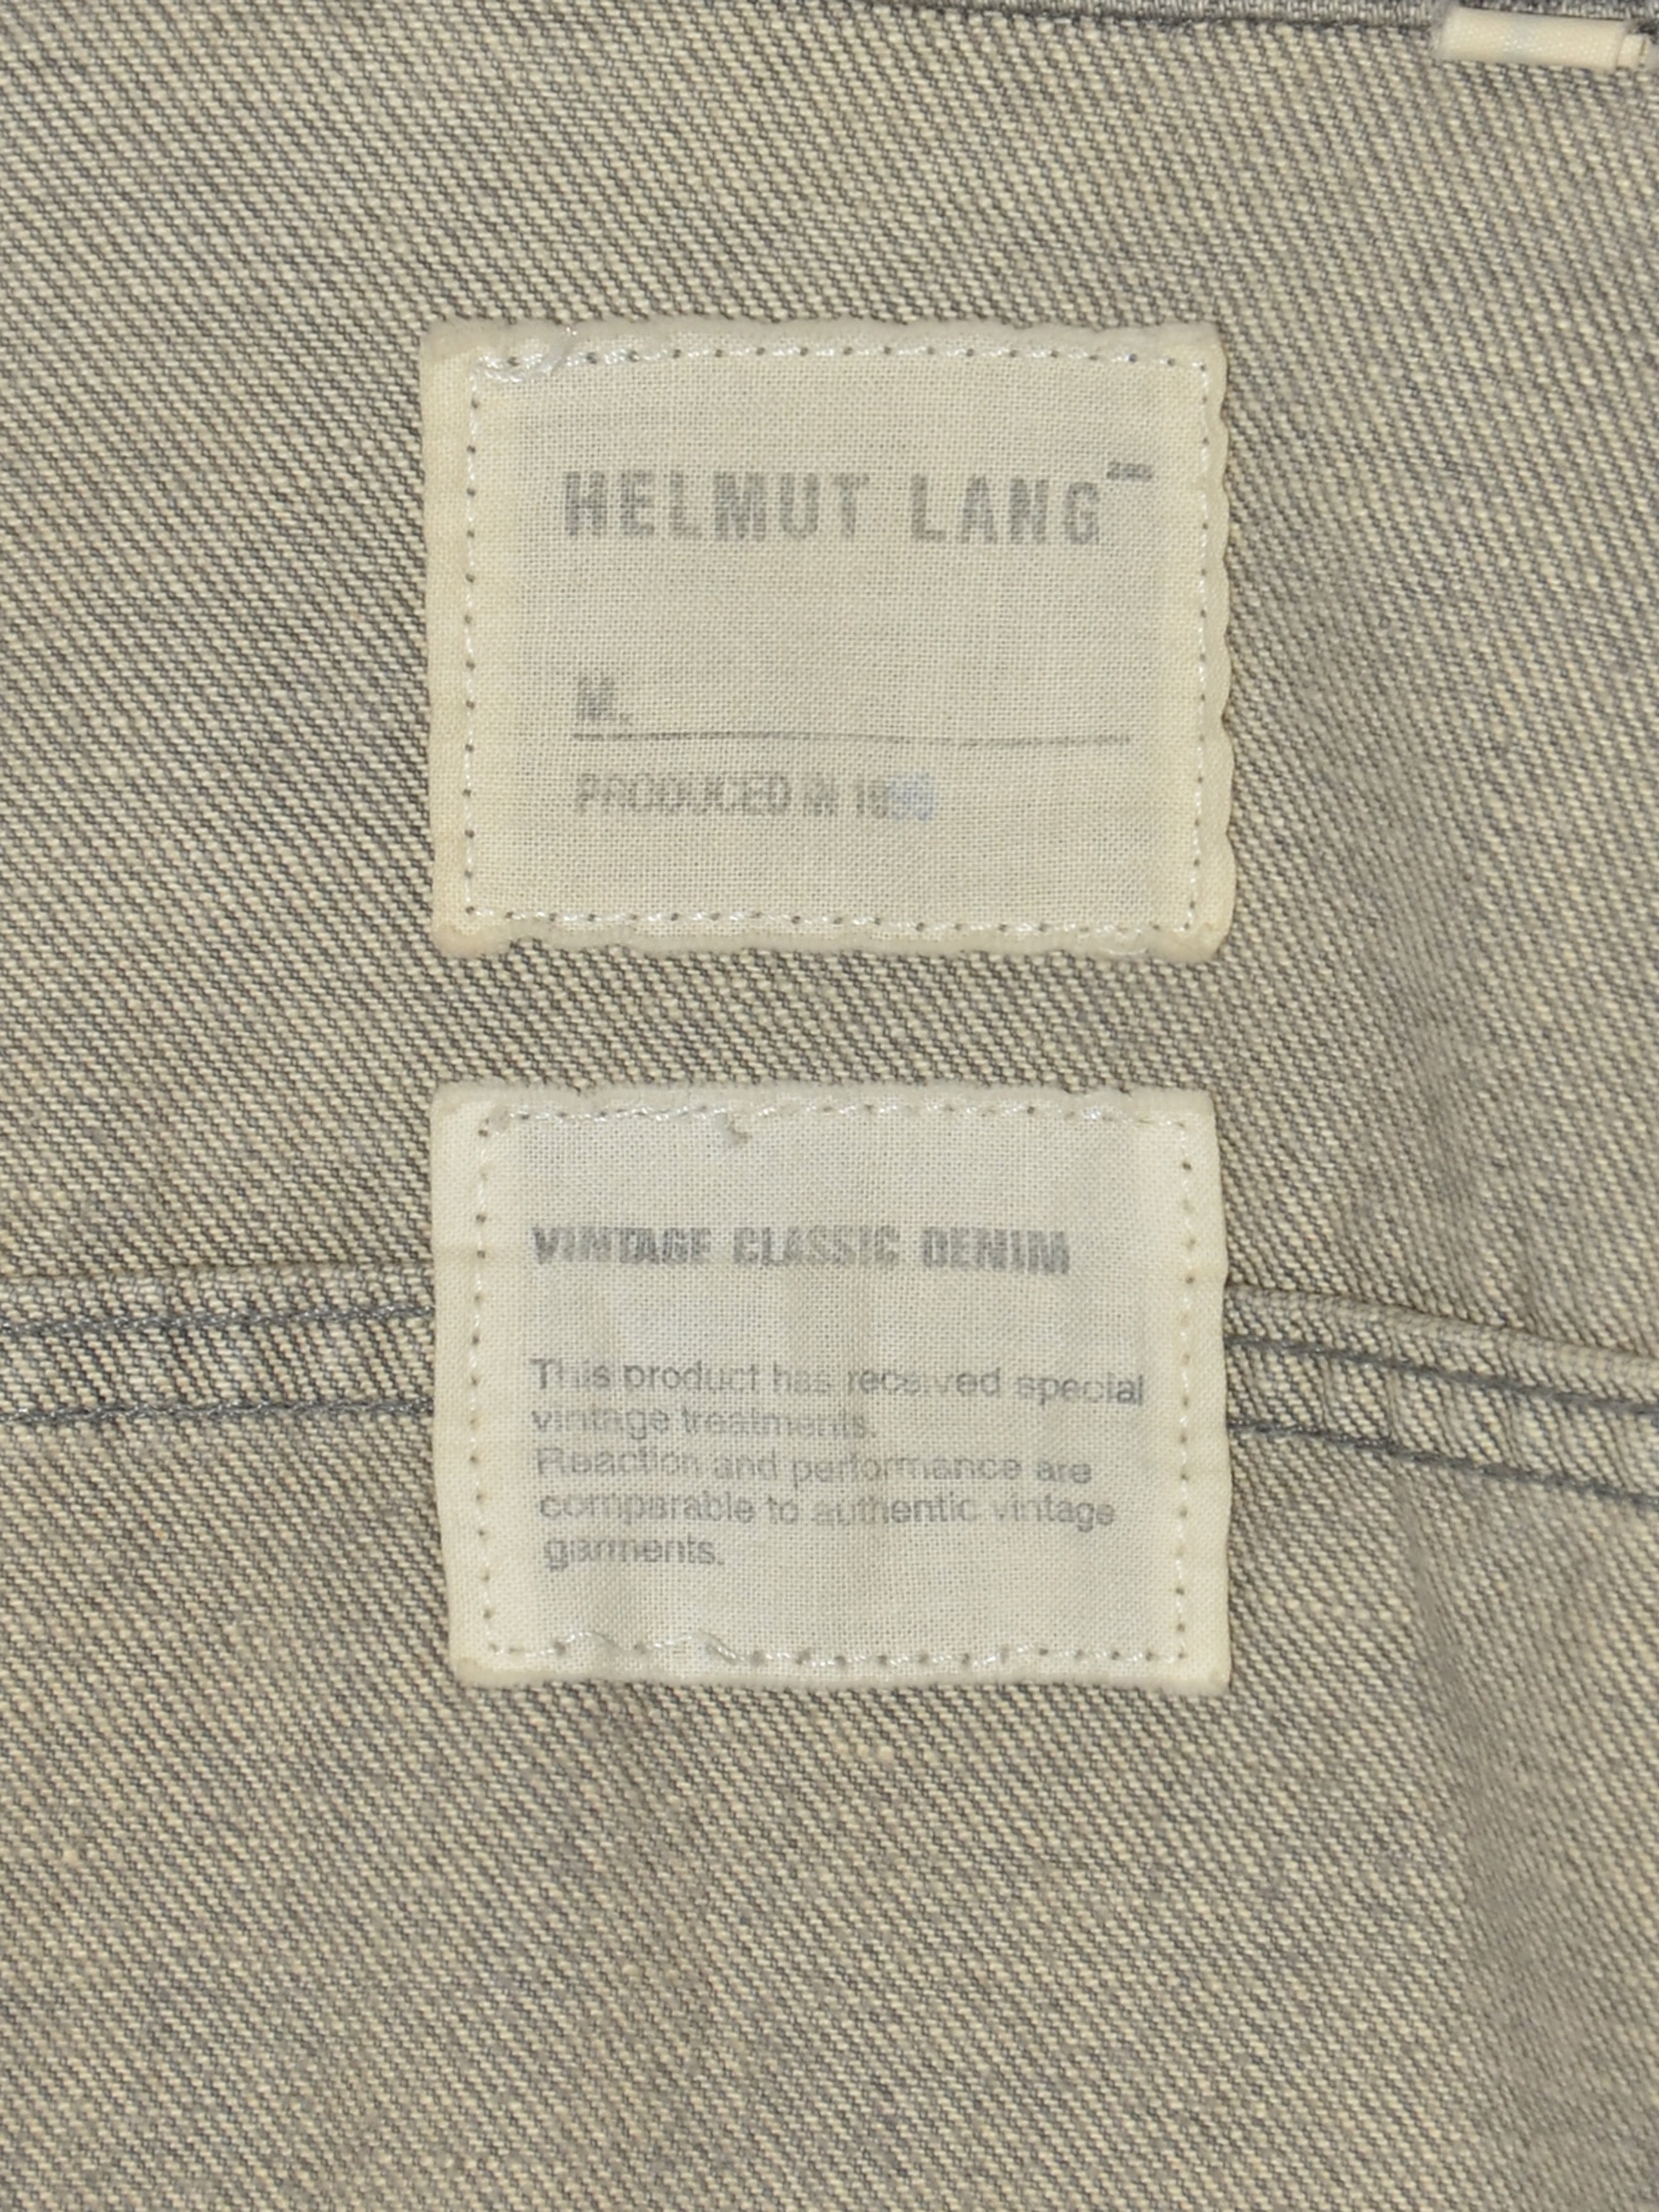 HELMUT LANG
M.
PRODUCED IN
VINTAGE CLASSIC DENIM
This product has received special
vintage treatments.
Reaction and performance are
comparable to authentic vintage
garments.